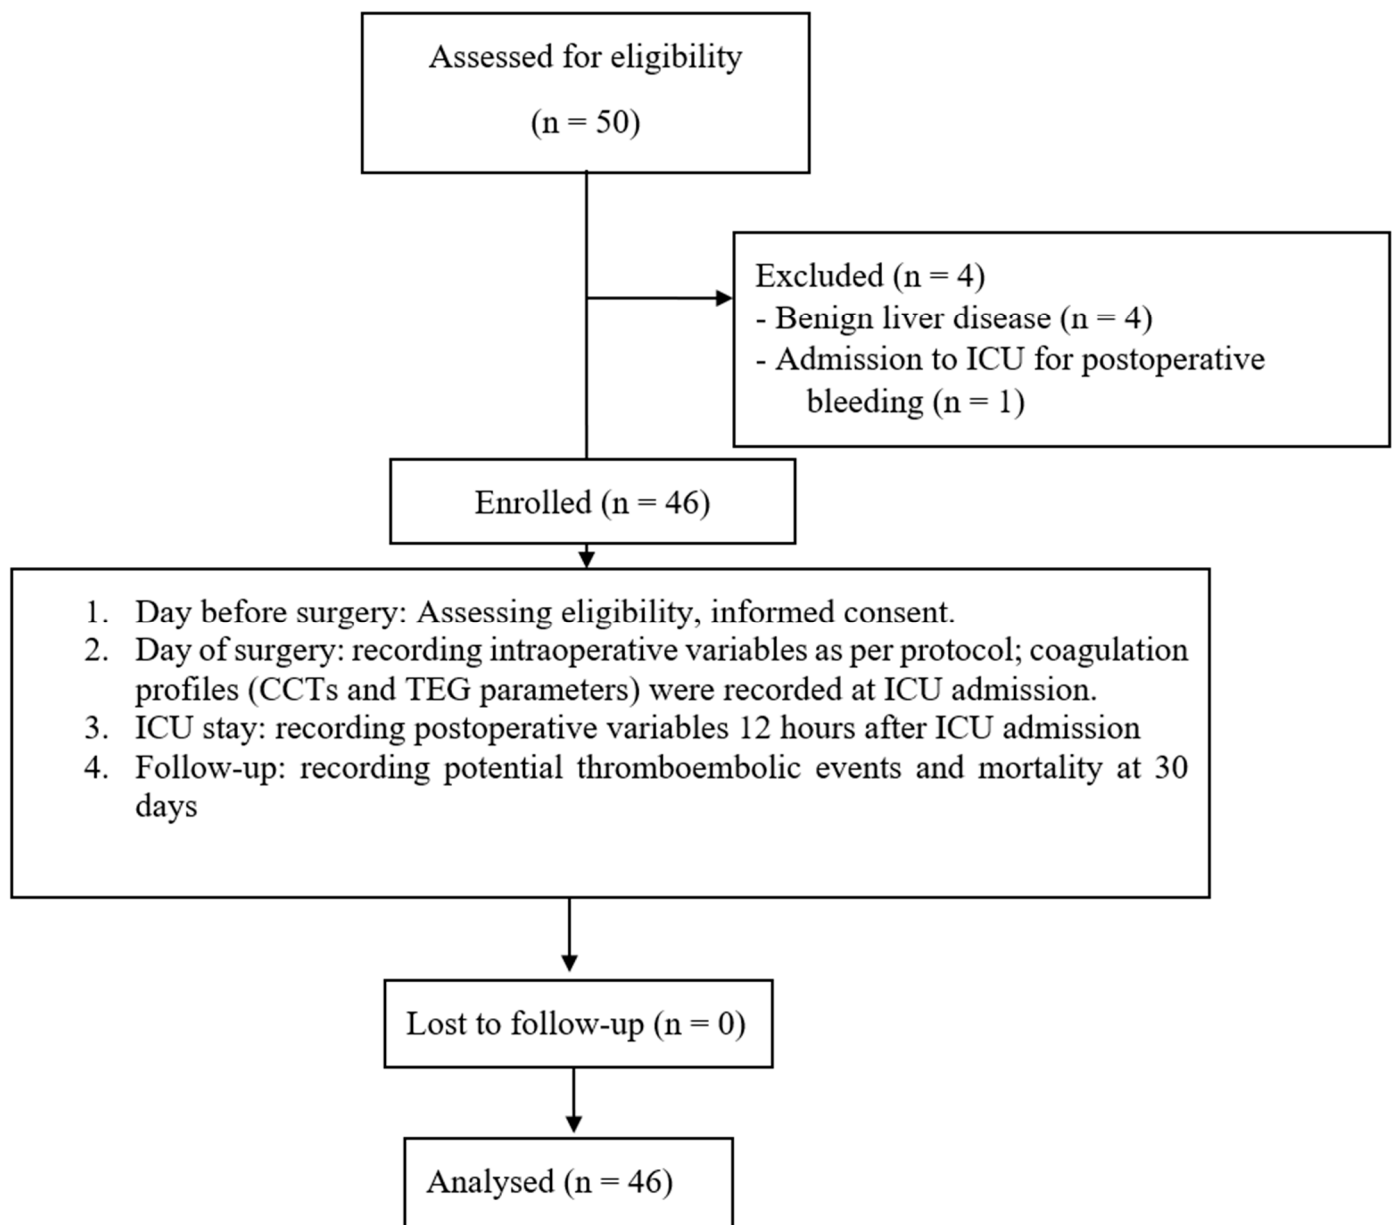 Assessed for eligibility
(n = 50)
Excluded (n = 4)
- Benign liver disease (n = 4)
- Admission to ICU for postoperative
bleeding (n = 1)
Enrolled (n = 46)
1. Day before surgery: Assessing eligibility, informed consent.
2. Day of surgery: recording intraoperative variables as per protocol; coagulation
profiles (CCTs and TEG parameters) were recorded at ICU admission.
3. ICU stay: recording postoperative variables 12 hours after ICU admission
4. Follow-up: recording potential thromboembolic events and mortality at 30
days
Lost to follow-up (n = 0)
Analysed (n = 46)